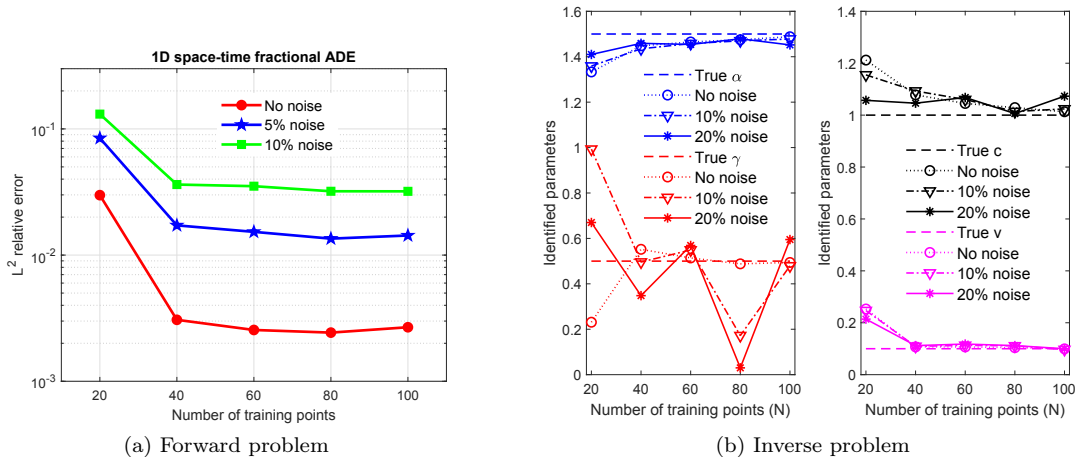 1D space-time fractional ADE
No noise
5% noise
10% noise
10^-1
10^-2
10^-3
L^2 relative error
20 40 60 80 100
Number of training points
(a) Forward problem
1.6
1.4
1.2
1
0.8
0.6
0.4
0.2
0
Identified parameters
True α
No noise
10% noise
20% noise
True γ
No noise
10% noise
20% noise
20 40 60 80 100
Number of training points (N)
1.4
1.2
1
0.8
0.6
0.4
0.2
0
Identified parameters
True c
No noise
10% noise
20% noise
True v
No noise
10% noise
20% noise
20 40 60 80 100
Number of training points (N)
(b) Inverse problem